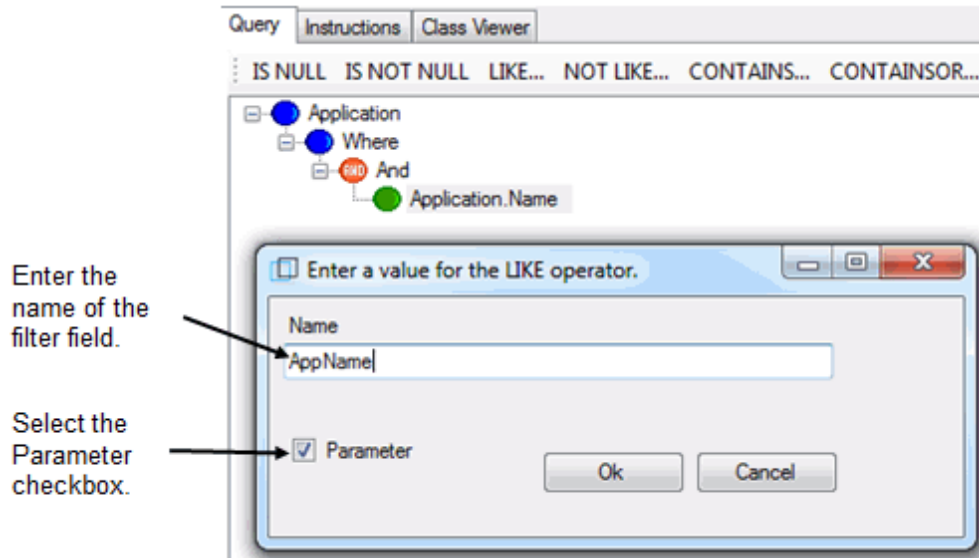 Query Instructions Class Viewer
IS NULL IS NOT NULL LIKE... NOT LIKE... CONTAINS... CONTAINSOR...
Application
Where
AND And
Application.Name
Enter a value for the LIKE operator.
Enter the
name of the
filter field.
Name
AppName
Select the
Parameter
checkbox.
Parameter
Ok Cancel